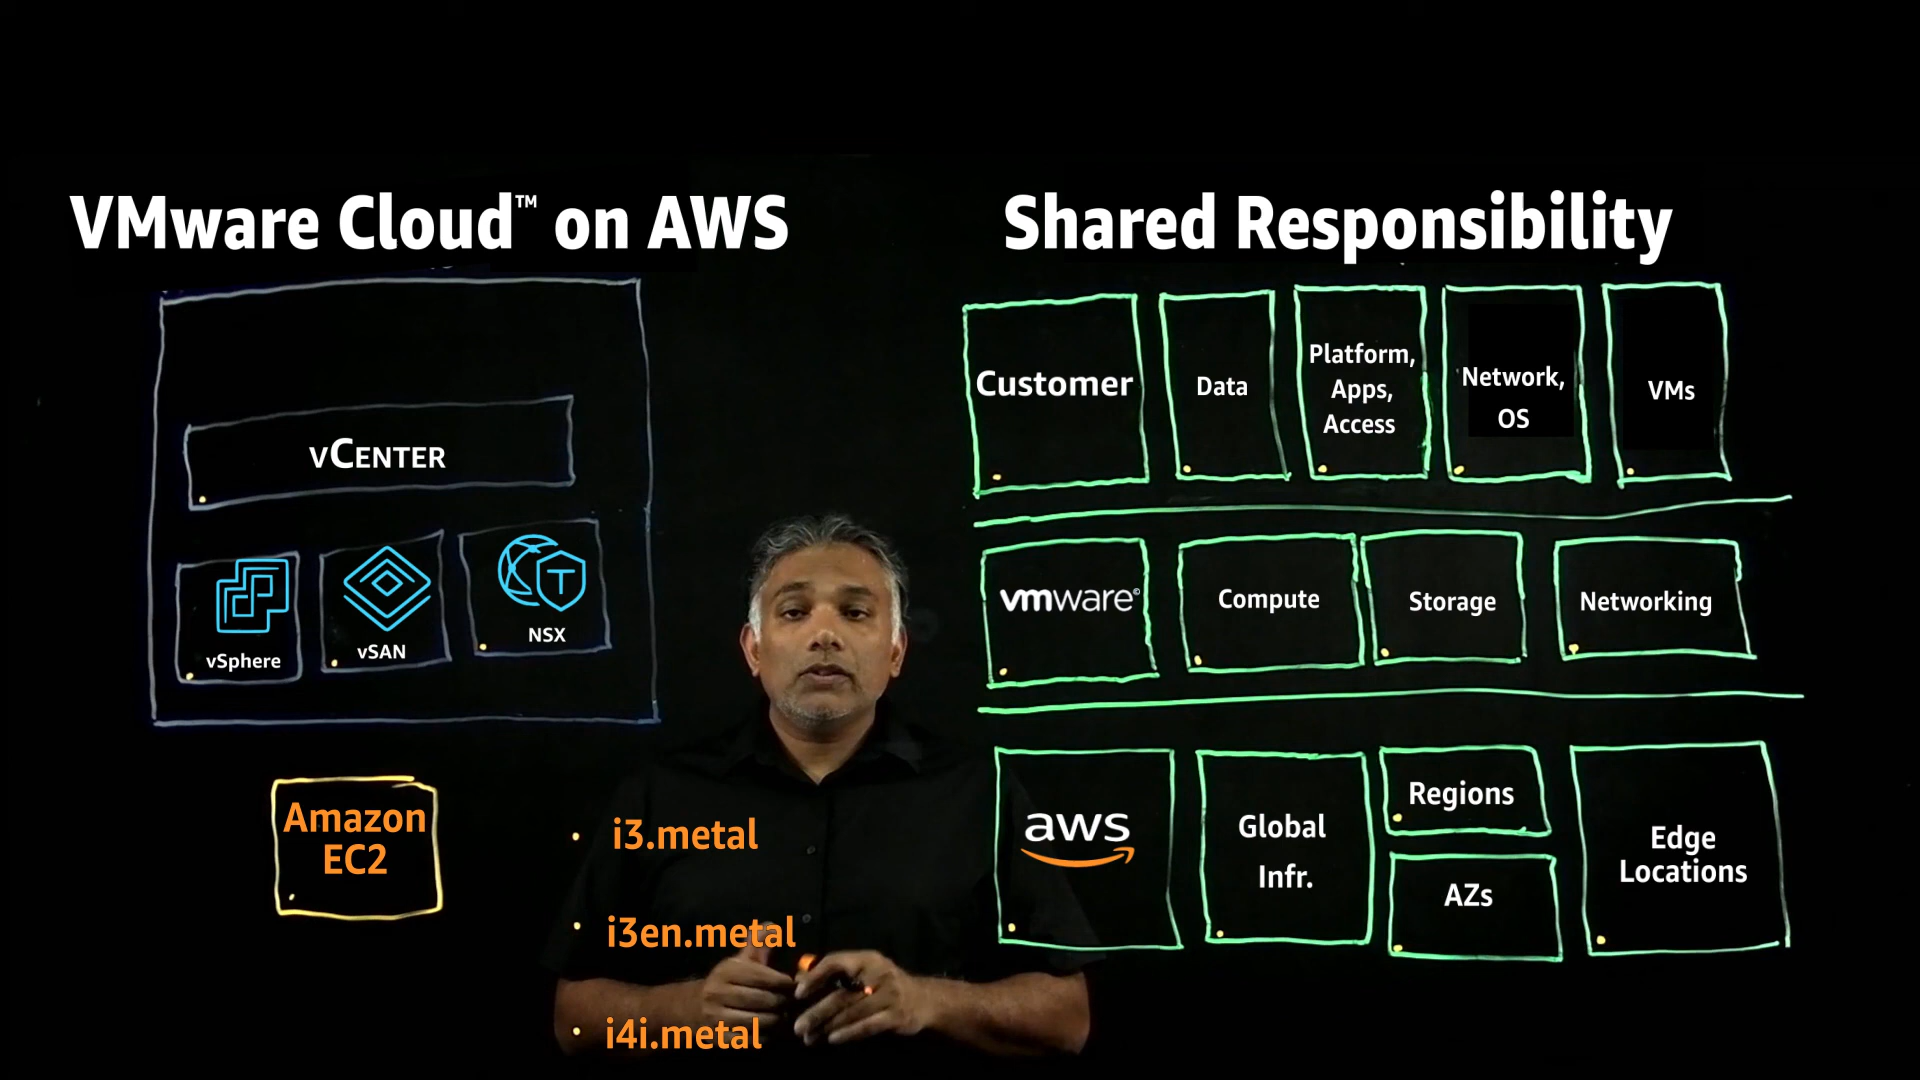 VMware Cloud™ on AWS
vCenter
vSphere
vSAN
NSX
Amazon
EC2
• i3.metal
• i3en.metal
• i4i.metal
Shared Responsibility
Customer
Data
Platform,
Apps,
Access
Network,
OS
VMs
vmware©
Compute
Storage
Networking
aws
Global
Infr.
Regions
AZs
Edge
Locations